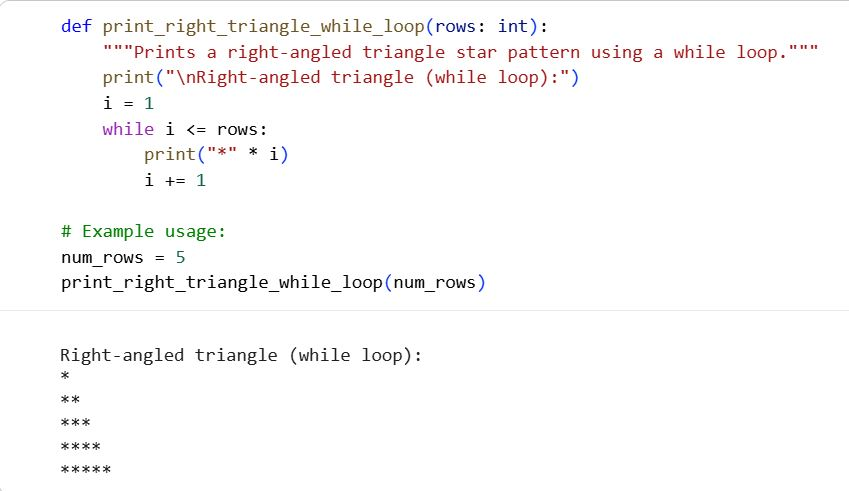 def print_right_triangle_while_loop(rows: int):
    """Prints a right-angled triangle star pattern using a while loop."""
    print("\nRight-angled triangle (while loop):")
    i = 1
    while i <= rows:
        print("*" * i)
        i += 1

# Example usage:
num_rows = 5
print_right_triangle_while_loop(num_rows)

Right-angled triangle (while loop):
*
**
***
****
*****